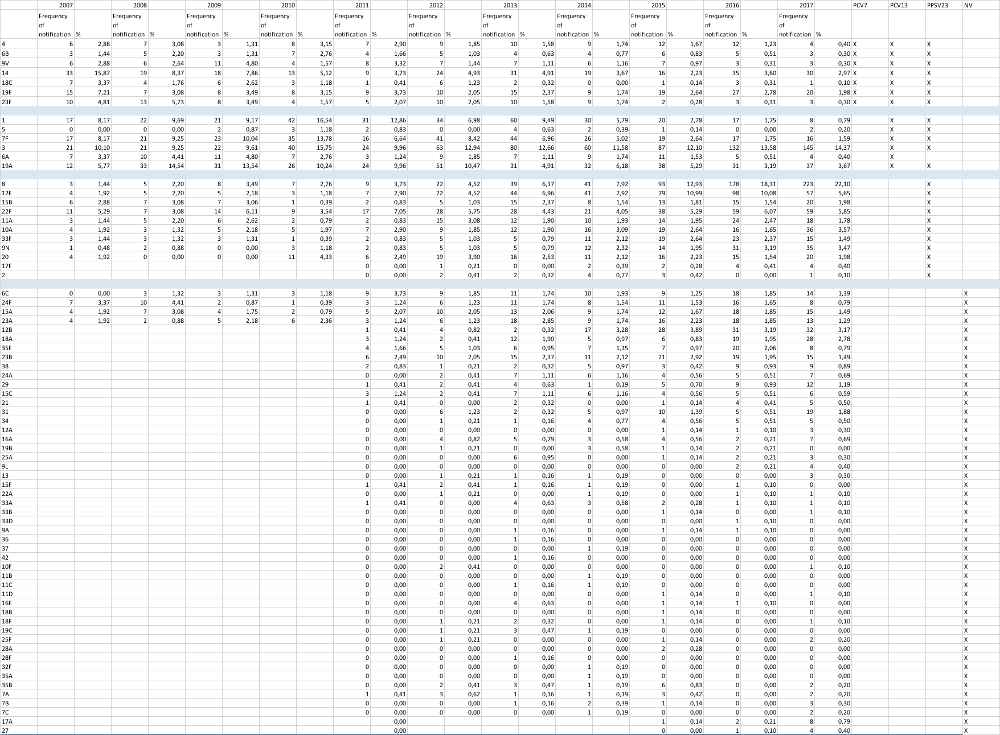 2007 2008 2009 2010 2011 2012 2013 2014 2015 2016 2017 PCV7 PCV13 PPSV23 NV
Frequency Frequency Frequency Frequency Frequency Frequency Frequency Frequency Frequency Frequency Frequency
of of of of of of of of of of of
notification % notification % notification % notification % notification % notification % notification % notification % notification % notification % notification %
4 6 2,88 7 3,08 3 1,31 8 3,15 7 2,90 9 1,85 10 1,58 9 1,74 12 1,67 12 1,23 4 0,40 X X X
6B 3 1,44 5 2,20 3 1,31 7 2,76 4 1,66 5 1,03 4 0,63 4 0,77 6 0,83 5 0,51 3 0,30 X X X
9V 6 2,88 6 2,64 11 4,80 4 1,57 8 3,32 7 1,44 7 1,11 6 1,16 7 0,97 3 0,31 3 0,30 X X X
14 33 15,87 19 8,37 18 7,86 13 5,12 9 3,73 24 4,93 31 4,91 19 3,67 16 2,23 35 3,60 30 2,97 X X X
18C 7 3,37 4 1,76 6 2,62 3 1,18 1 0,41 6 1,23 2 0,32 0 0,00 1 0,14 3 0,31 1 0,10 X X X
19F 15 7,21 7 3,08 8 3,49 8 3,15 9 3,73 10 2,05 15 2,37 9 1,74 19 2,64 27 2,78 20 1,98 X X X
23F 10 4,81 13 5,73 8 3,49 4 1,57 5 2,07 10 2,05 10 1,58 9 1,74 2 0,28 3 0,31 3 0,30 X X X
1 17 8,17 22 9,69 21 9,17 42 16,54 31 12,86 34 6,98 60 9,49 30 5,79 20 2,78 17 1,75 8 0,79 X X
5 0 0,00 0 0,00 2 0,87 3 1,18 2 0,83 0 0,00 4 0,63 2 0,39 1 0,14 0 0,00 2 0,20 X X
7F 17 8,17 21 9,25 23 10,04 35 13,78 16 6,64 41 8,42 44 6,96 26 5,02 19 2,64 17 1,75 16 1,59 X X
3 21 10,10 21 9,25 22 9,61 40 15,75 24 9,96 63 12,94 80 12,66 60 11,58 87 12,10 132 13,58 145 14,37 X X
6A 7 3,37 10 4,41 11 4,80 7 2,76 3 1,24 9 1,85 7 1,11 9 1,74 11 1,53 5 0,51 4 0,40 X
19A 12 5,77 33 14,54 31 13,54 26 10,24 24 9,96 51 10,47 31 4,91 32 6,18 38 5,29 31 3,19 37 3,67 X X
8 3 1,44 5 2,20 8 3,49 7 2,76 9 3,73 22 4,52 39 6,17 41 7,92 93 12,93 178 18,31 223 22,10 X
12F 4 1,92 5 2,20 5 2,18 3 1,18 7 2,90 22 4,52 44 6,96 41 7,92 79 10,99 98 10,08 57 5,65 X
15B 6 2,88 7 3,08 7 3,06 1 0,39 2 0,83 5 1,03 15 2,37 8 1,54 13 1,81 15 1,54 20 1,98 X
22F 11 5,29 7 3,08 14 6,11 9 3,54 17 7,05 28 5,75 28 4,43 21 4,05 38 5,29 59 6,07 59 5,85 X
11A 3 1,44 5 2,20 6 2,62 2 0,79 2 0,83 15 3,08 12 1,90 10 1,93 14 1,95 24 2,47 18 1,78 X
10A 4 1,92 3 1,32 5 2,18 5 1,97 7 2,90 9 1,85 12 1,90 16 3,09 19 2,64 16 1,65 36 3,57 X
33F 3 1,44 3 1,32 3 1,31 1 0,39 2 0,83 5 1,03 5 0,79 11 2,12 19 2,64 23 2,37 15 1,49 X
9N 1 0,48 2 0,88 0 0,00 3 1,18 2 0,83 5 1,03 5 0,79 12 2,32 14 1,95 31 3,19 35 3,47 X
20 4 1,92 0 0,00 0 0,00 11 4,33 6 2,49 19 3,90 16 2,53 11 2,12 16 2,23 15 1,54 20 1,98 X
17F 0 0,00 1 0,21 0 0,00 2 0,39 2 0,28 4 0,41 4 0,40 X
2 0 0,00 2 0,41 2 0,32 4 0,77 3 0,42 0 0,00 1 0,10 X
6C 0 0,00 3 1,32 3 1,31 3 1,18 9 3,73 9 1,85 11 1,74 10 1,93 9 1,25 18 1,85 14 1,39 X
24F 7 3,37 10 4,41 2 0,87 1 0,39 3 1,24 6 1,23 11 1,74 8 1,54 11 1,53 16 1,65 8 0,79 X
15A 4 1,92 7 3,08 4 1,75 2 0,79 5 2,07 10 2,05 13 2,06 9 1,74 12 1,67 18 1,85 15 1,49 X
23A 4 1,92 2 0,88 5 2,18 6 2,36 3 1,24 6 1,23 18 2,85 9 1,74 16 2,23 18 1,85 13 1,29 X
12B 1 0,41 4 0,82 2 0,32 17 3,28 28 3,89 31 3,19 32 3,17 X
18A 3 1,24 2 0,41 12 1,90 5 0,97 6 0,83 19 1,95 28 2,78 X
35F 4 1,66 5 1,03 6 0,95 7 1,35 7 0,97 20 2,06 8 0,79 X
23B 6 2,49 10 2,05 15 2,37 11 2,12 21 2,92 19 1,95 15 1,49 X
38 2 0,83 1 0,21 2 0,32 5 0,97 3 0,42 9 0,93 9 0,89 X
24A 0 0,00 2 0,41 7 1,11 6 1,16 4 0,56 5 0,51 7 0,69 X
29 1 0,41 2 0,41 4 0,63 1 0,19 5 0,70 9 0,93 12 1,19 X
15C 3 1,24 2 0,41 7 1,11 6 1,16 4 0,56 5 0,51 6 0,59 X
21 1 0,41 0 0,00 2 0,32 0 0,00 1 0,14 4 0,41 5 0,50 X
31 0 0,00 6 1,23 2 0,32 5 0,97 10 1,39 5 0,51 19 1,88 X
34 0 0,00 1 0,21 1 0,16 4 0,77 4 0,56 5 0,51 5 0,50 X
12A 0 0,00 0 0,00 0 0,00 0 0,00 1 0,14 1 0,10 3 0,30 X
16A 0 0,00 4 0,82 5 0,79 3 0,58 4 0,56 2 0,21 7 0,69 X
19B 0 0,00 1 0,21 0 0,00 3 0,58 1 0,14 2 0,21 0 0,00 X
25A 0 0,00 0 0,00 6 0,95 0 0,00 1 0,14 2 0,21 3 0,30 X
9L 0 0,00 0 0,00 0 0,00 0 0,00 0 0,00 2 0,21 4 0,40 X
13 0 0,00 1 0,21 1 0,16 1 0,19 0 0,00 0 0,00 3 0,30 X
15F 1 0,41 2 0,41 1 0,16 1 0,19 0 0,00 1 0,10 0 0,00 X
22A 0 0,00 1 0,21 0 0,00 1 0,19 0 0,00 1 0,10 1 0,10 X
33A 1 0,41 0 0,00 4 0,63 3 0,58 2 0,28 1 0,10 1 0,10 X
33B 0 0,00 0 0,00 0 0,00 0 0,00 1 0,14 0 0,00 1 0,10 X
33D 0 0,00 0 0,00 0 0,00 0 0,00 0 0,00 1 0,10 0 0,00 X
9A 0 0,00 0 0,00 1 0,16 0 0,00 1 0,14 1 0,10 0 0,00 X
36 0 0,00 0 0,00 1 0,16 0 0,00 0 0,00 0 0,00 0 0,00 X
37 0 0,00 0 0,00 0 0,00 1 0,19 0 0,00 0 0,00 0 0,00 X
42 0 0,00 0 0,00 1 0,16 0 0,00 0 0,00 0 0,00 0 0,00 X
10F 0 0,00 2 0,41 0 0,00 0 0,00 0 0,00 0 0,00 1 0,10 X
11B 0 0,00 0 0,00 0 0,00 1 0,19 0 0,00 0 0,00 0 0,00 X
11C 0 0,00 0 0,00 1 0,16 1 0,19 0 0,00 0 0,00 0 0,00 X
11D 0 0,00 0 0,00 0 0,00 0 0,00 1 0,14 0 0,00 1 0,10 X
16F 0 0,00 0 0,00 4 0,63 0 0,00 1 0,14 1 0,10 0 0,00 X
18B 0 0,00 0 0,00 0 0,00 0 0,00 1 0,14 0 0,00 0 0,00 X
18F 0 0,00 1 0,21 2 0,32 0 0,00 1 0,14 0 0,00 1 0,10 X
19C 0 0,00 1 0,21 3 0,47 1 0,19 0 0,00 0 0,00 0 0,00 X
25F 0 0,00 1 0,21 0 0,00 0 0,00 1 0,14 0 0,00 2 0,20 X
28A 0 0,00 0 0,00 0 0,00 0 0,00 2 0,28 0 0,00 0 0,00 X
28F 0 0,00 0 0,00 1 0,16 0 0,00 0 0,00 0 0,00 0 0,00 X
32F 0 0,00 0 0,00 0 0,00 1 0,19 0 0,00 0 0,00 0 0,00 X
35A 0 0,00 0 0,00 0 0,00 1 0,19 0 0,00 0 0,00 0 0,00 X
35B 0 0,00 2 0,41 3 0,47 1 0,19 6 0,83 0 0,00 2 0,20 X
7A 1 0,41 3 0,62 1 0,16 1 0,19 3 0,42 0 0,00 2 0,20 X
7B 0 0,00 0 0,00 1 0,16 2 0,39 1 0,14 0 0,00 3 0,30 X
7C 0 0,00 0 0,00 0 0,00 1 0,19 0 0,00 0 0,00 2 0,20 X
17A 0,00 1 0,14 2 0,21 8 0,79 X
27 0,00 0 0,00 1 0,10 4 0,40 X